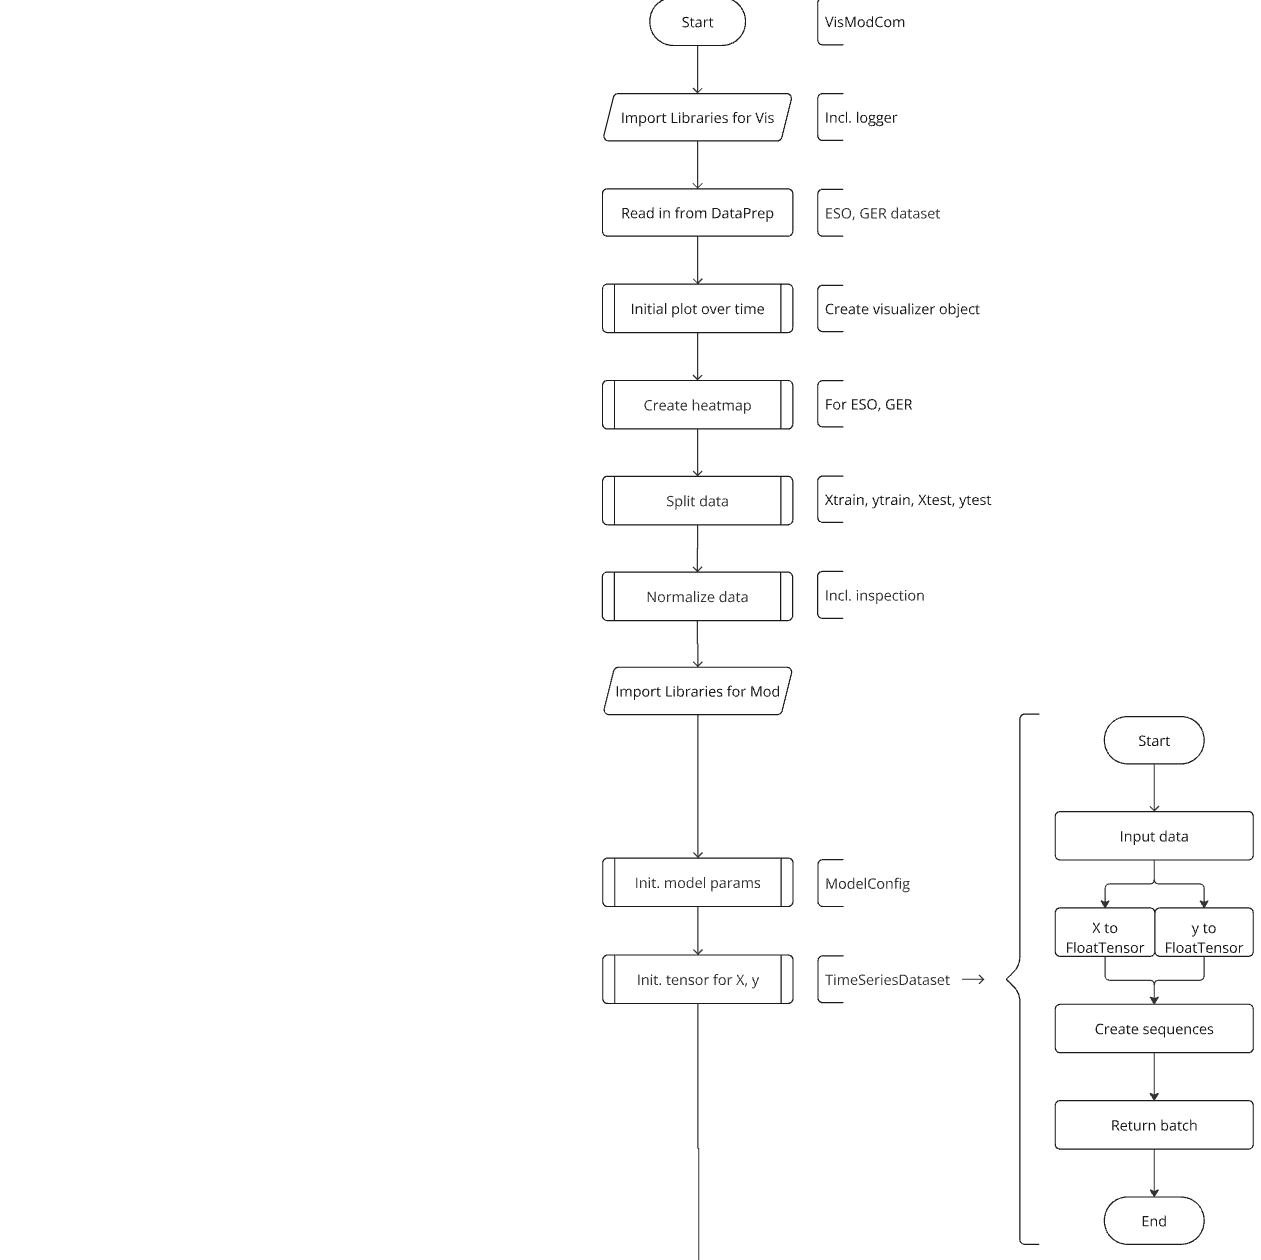 Start
VisModCom
Import Libraries for Vis
Incl. logger
Read in from DataPrep
ESO, GER dataset
Initial plot over time
Create visualizer object
Create heatmap
For ESO, GER
Split data
Xtrain, ytrain, Xtest, ytest
Normalize data
Incl. inspection
Import Libraries for Mod
Init. model params
ModelConfig
Init. tensor for X, y
TimeSeriesDataset
Start
Input data
X to
FloatTensor
y to
FloatTensor
Create sequences
Return batch
End